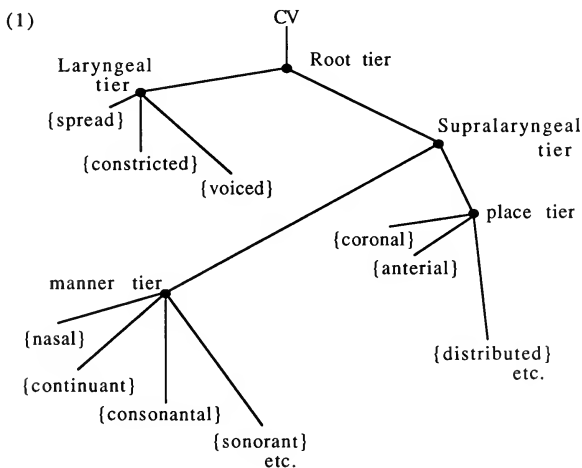 (1)
CV
Root tier
Laryngeal
tier
{spread}
{constricted}
{voiced}
Supralaryngeal
tier
place tier
{coronal}
{anterial}
{distributed}
etc.
manner tier
{nasal}
{continuant}
{consonantal}
{sonorant}
etc.